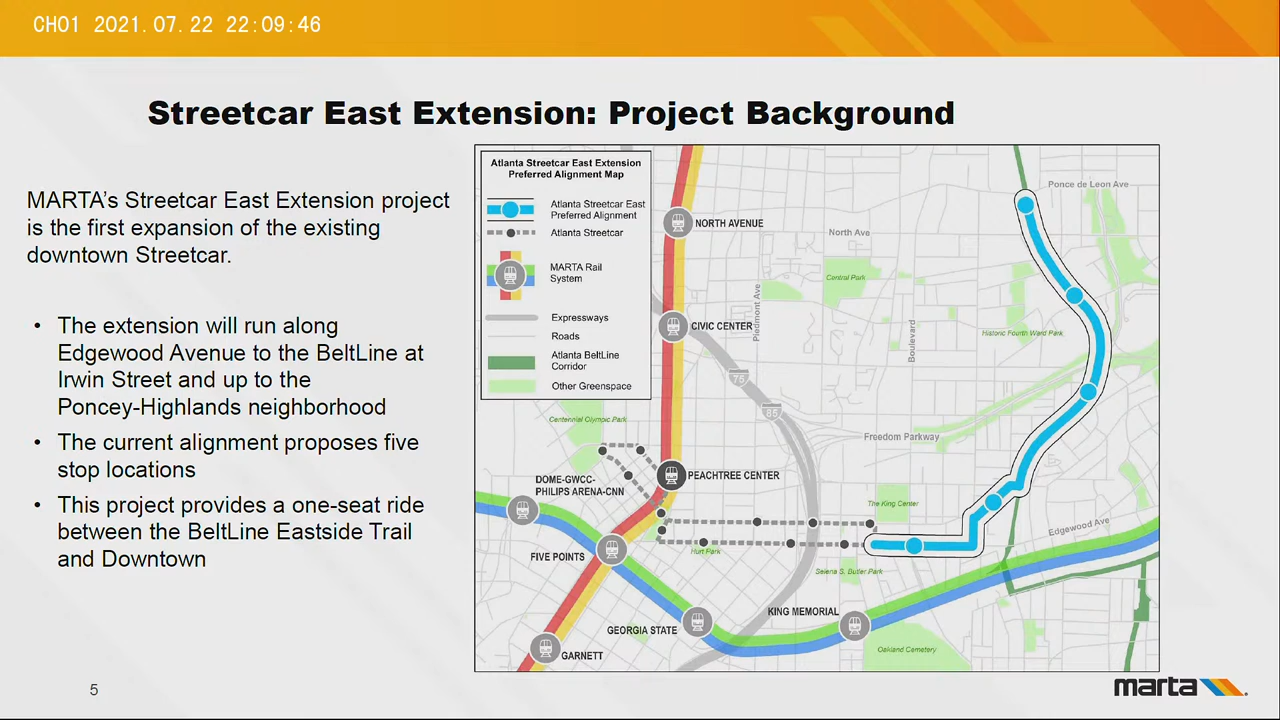 CH01 2021.07.22 22:09:46
Streetcar East Extension: Project Background
MARTA's Streetcar East Extension project
is the first expansion of the existing
downtown Streetcar.
• The extension will run along
Edgewood Avenue to the BeltLine at
Irwin Street and up to the
Poncey-Highlands neighborhood
• The current alignment proposes five
stop locations
• This project provides a one-seat ride
between the BeltLine Eastside Trail
and Downtown
Atlanta Streetcar East Extension
Preferred Alignment Map
Atlanta Streetcar East
Preferred Alignment
Atlanta Streetcar
MARTA Rail
System
Expressways
Roads
Atlanta BeltLine
Corridor
Other Greenspace
Ponce de Leon Ave
NORTH AVENUE
North Ave
Central Park
Piedmont Ave
CIVIC CENTER
Boulevard
Historic Fourth Ward Park
75
85
Centennial Olympic Park
Freedom Parkway
DOME-GWCC-
PHILIPS ARENA-CNN
PEACHTREE CENTER
The King Center
Edgewood Ave
FIVE POINTS
Hurt Park
Selena S. Butler Park
KING MEMORIAL
GEORGIA STATE
Oakland Cemetery
GARNETT
5
marta